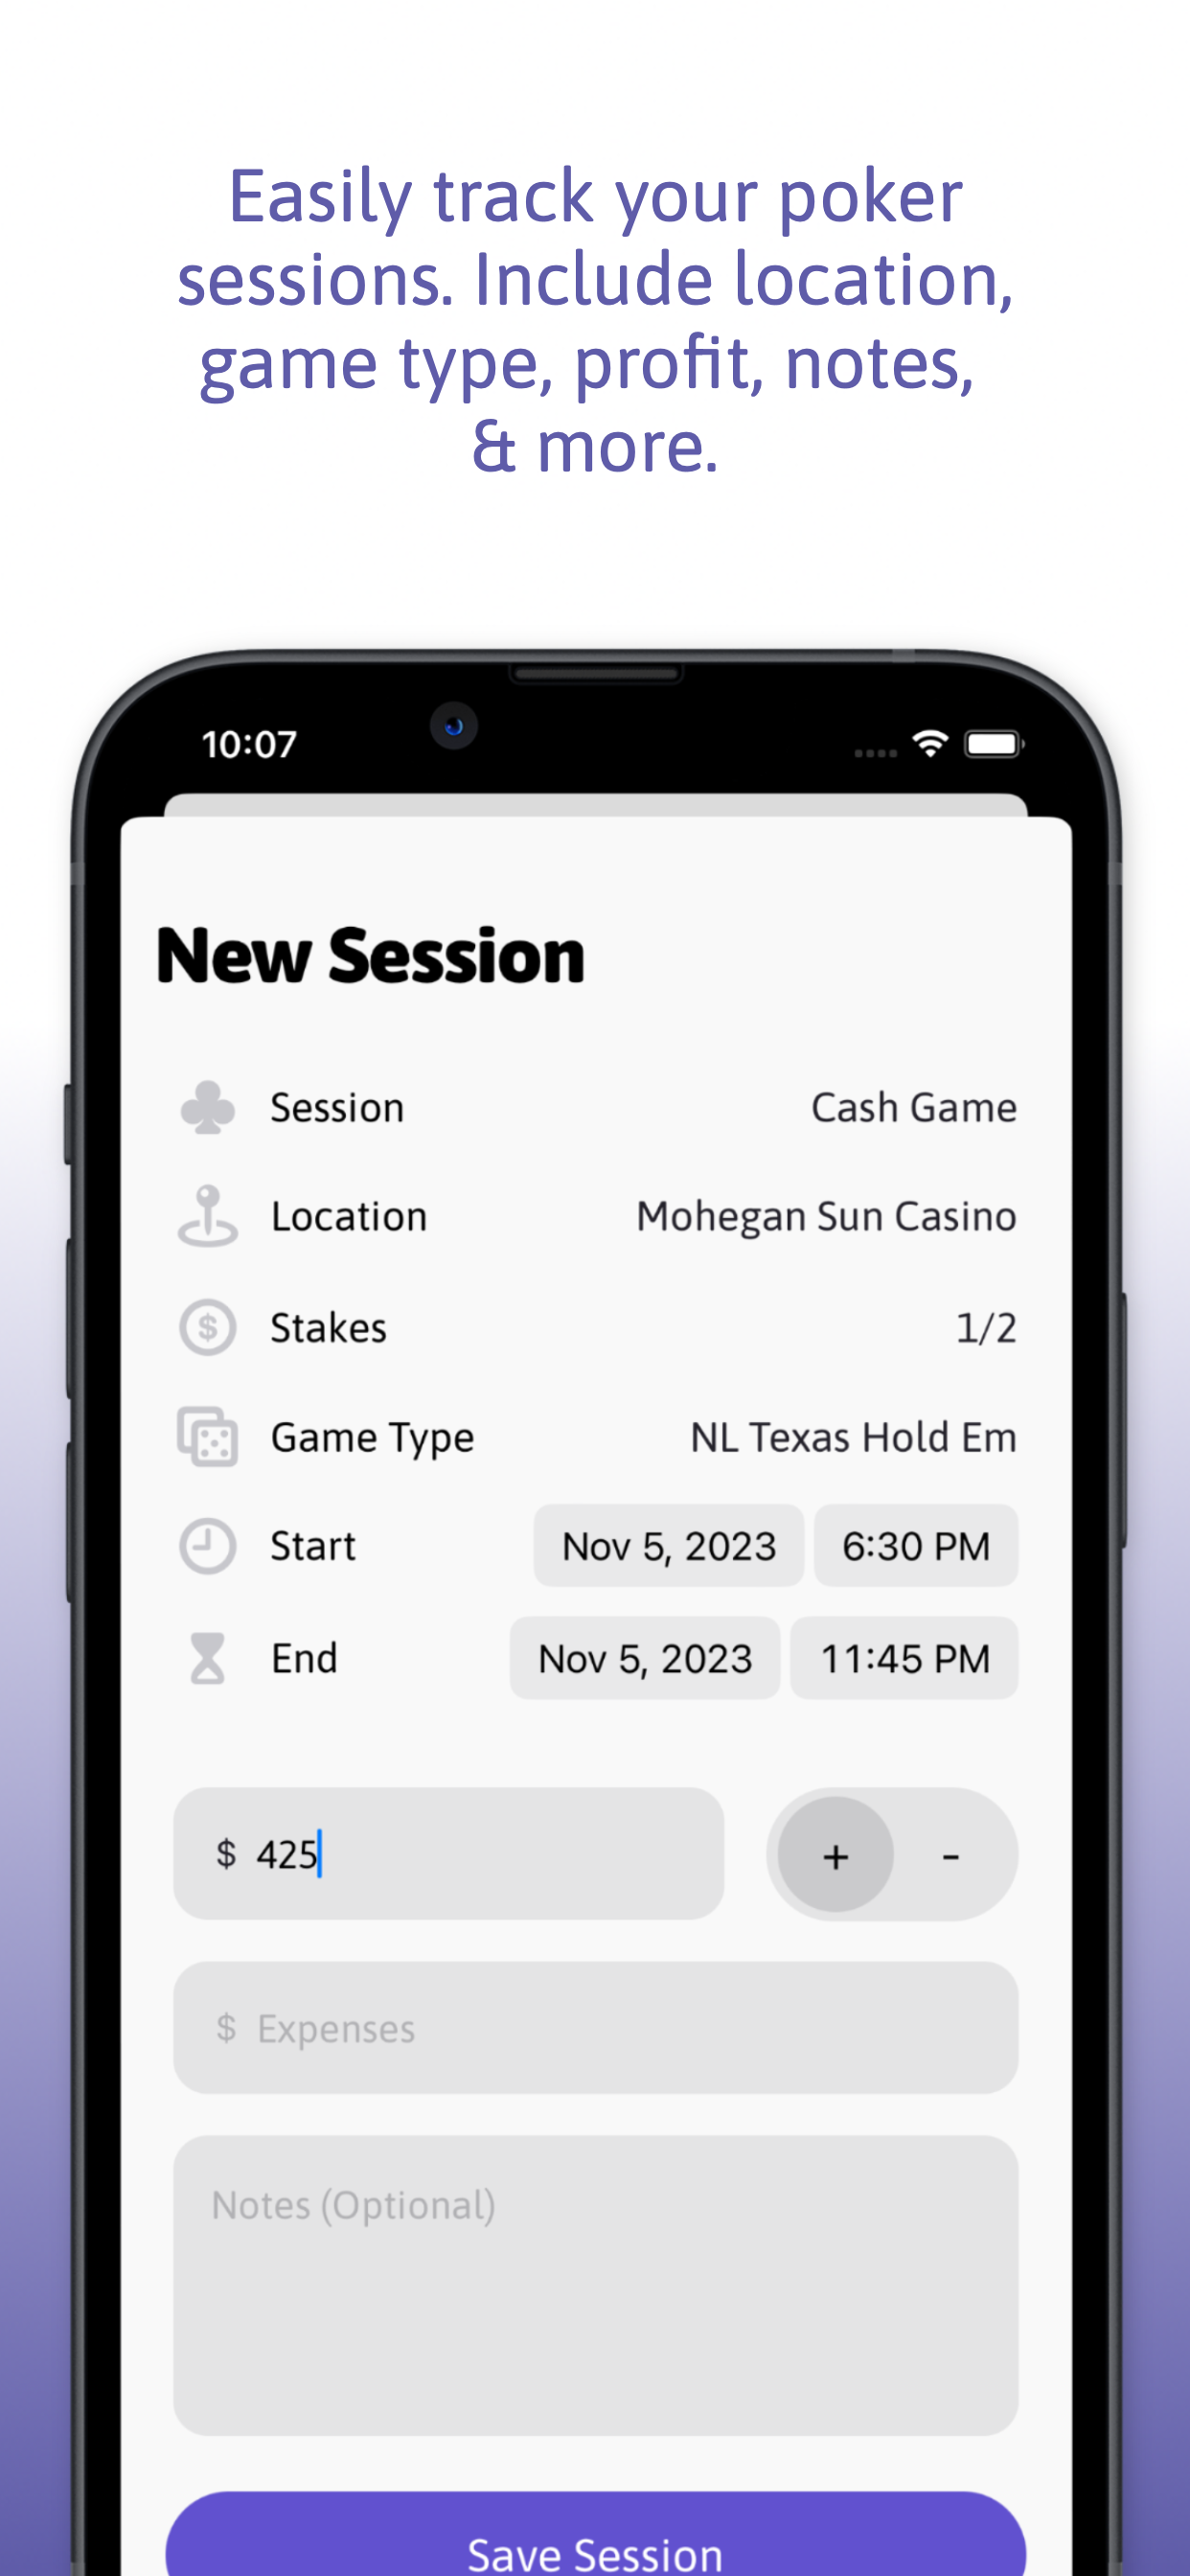 Easily track your poker
sessions. Include location,
game type, profit, notes,
& more.
10:07
New Session
Session Cash Game
Location Mohegan Sun Casino
$ Stakes 1/2
Game Type NL Texas Hold Em
Start Nov 5, 2023 6:30 PM
End Nov 5, 2023 11:45 PM
$ 425 + -
$ Expenses
Notes (Optional)
Save Session